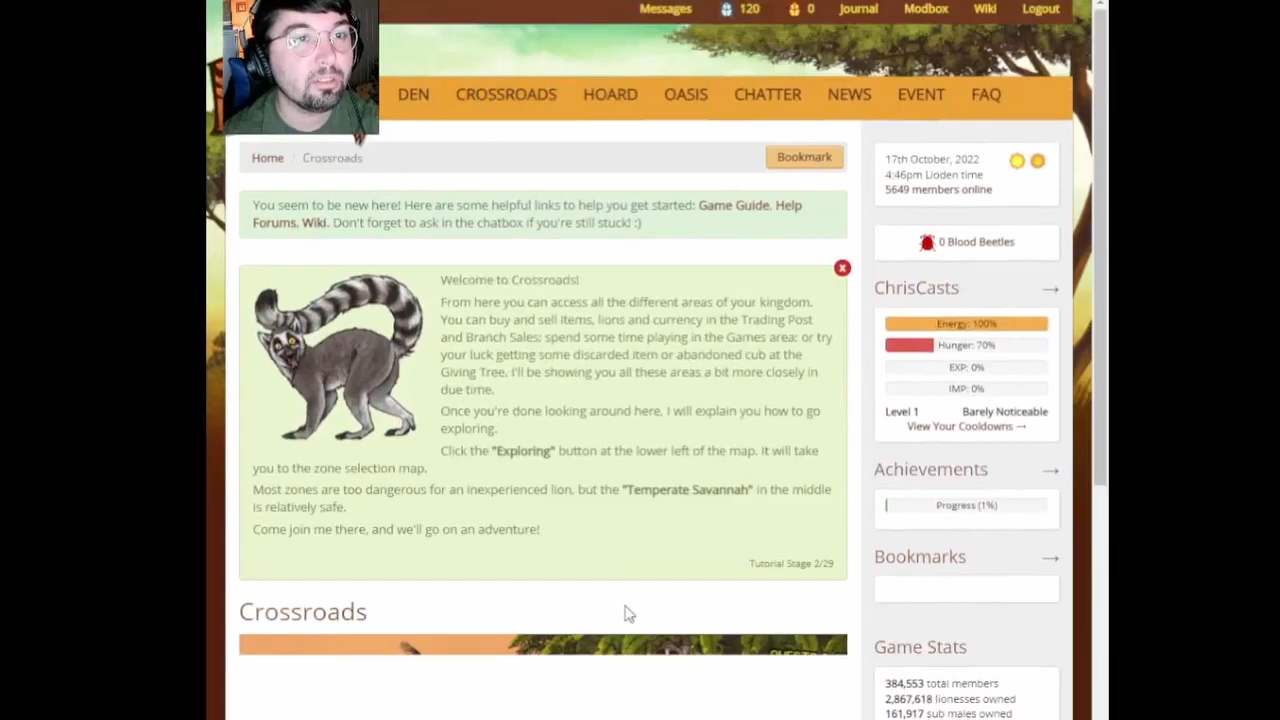 Messages 120 0 Journal Modbox Wiki Logout
DEN CROSSROADS HOARD OASIS CHATTER NEWS EVENT FAQ
Home / Crossroads
Bookmark
You seem to be new here! Here are some helpful links to help you get started: Game Guide, Help
Forums, Wiki. Don't forget to ask in the chatbox if you're still stuck! :)
Welcome to Crossroads!
From here you can access all the different areas of your kingdom.
You can buy and sell items, lions and currency in the Trading Post
and Branch Sales; spend some time playing in the Games area; or try
your luck getting some discarded item or abandoned cub at the
Giving Tree. I'll be showing you all these areas a bit more closely in
due time.
Once you're done looking around here, I will explain you how to go
exploring.
Click the "Exploring" button at the lower left of the map. It will take
you to the zone selection map.
Most zones are too dangerous for an inexperienced lion, but the "Temperate Savannah" in the middle
is relatively safe.
Come join me there, and we'll go on an adventure!
Tutorial Stage 2/29
Crossroads
17th October, 2022
4:46pm Lioden time
5649 members online
0 Blood Beetles
ChrisCasts →
Energy: 100%
Hunger: 70%
EXP: 0%
IMP: 0%
Level 1 Barely Noticeable
View Your Cooldowns →
Achievements →
Progress (1%)
Bookmarks →
Game Stats
384,553 total members
2,867,618 lionesses owned
161,917 sub males owned